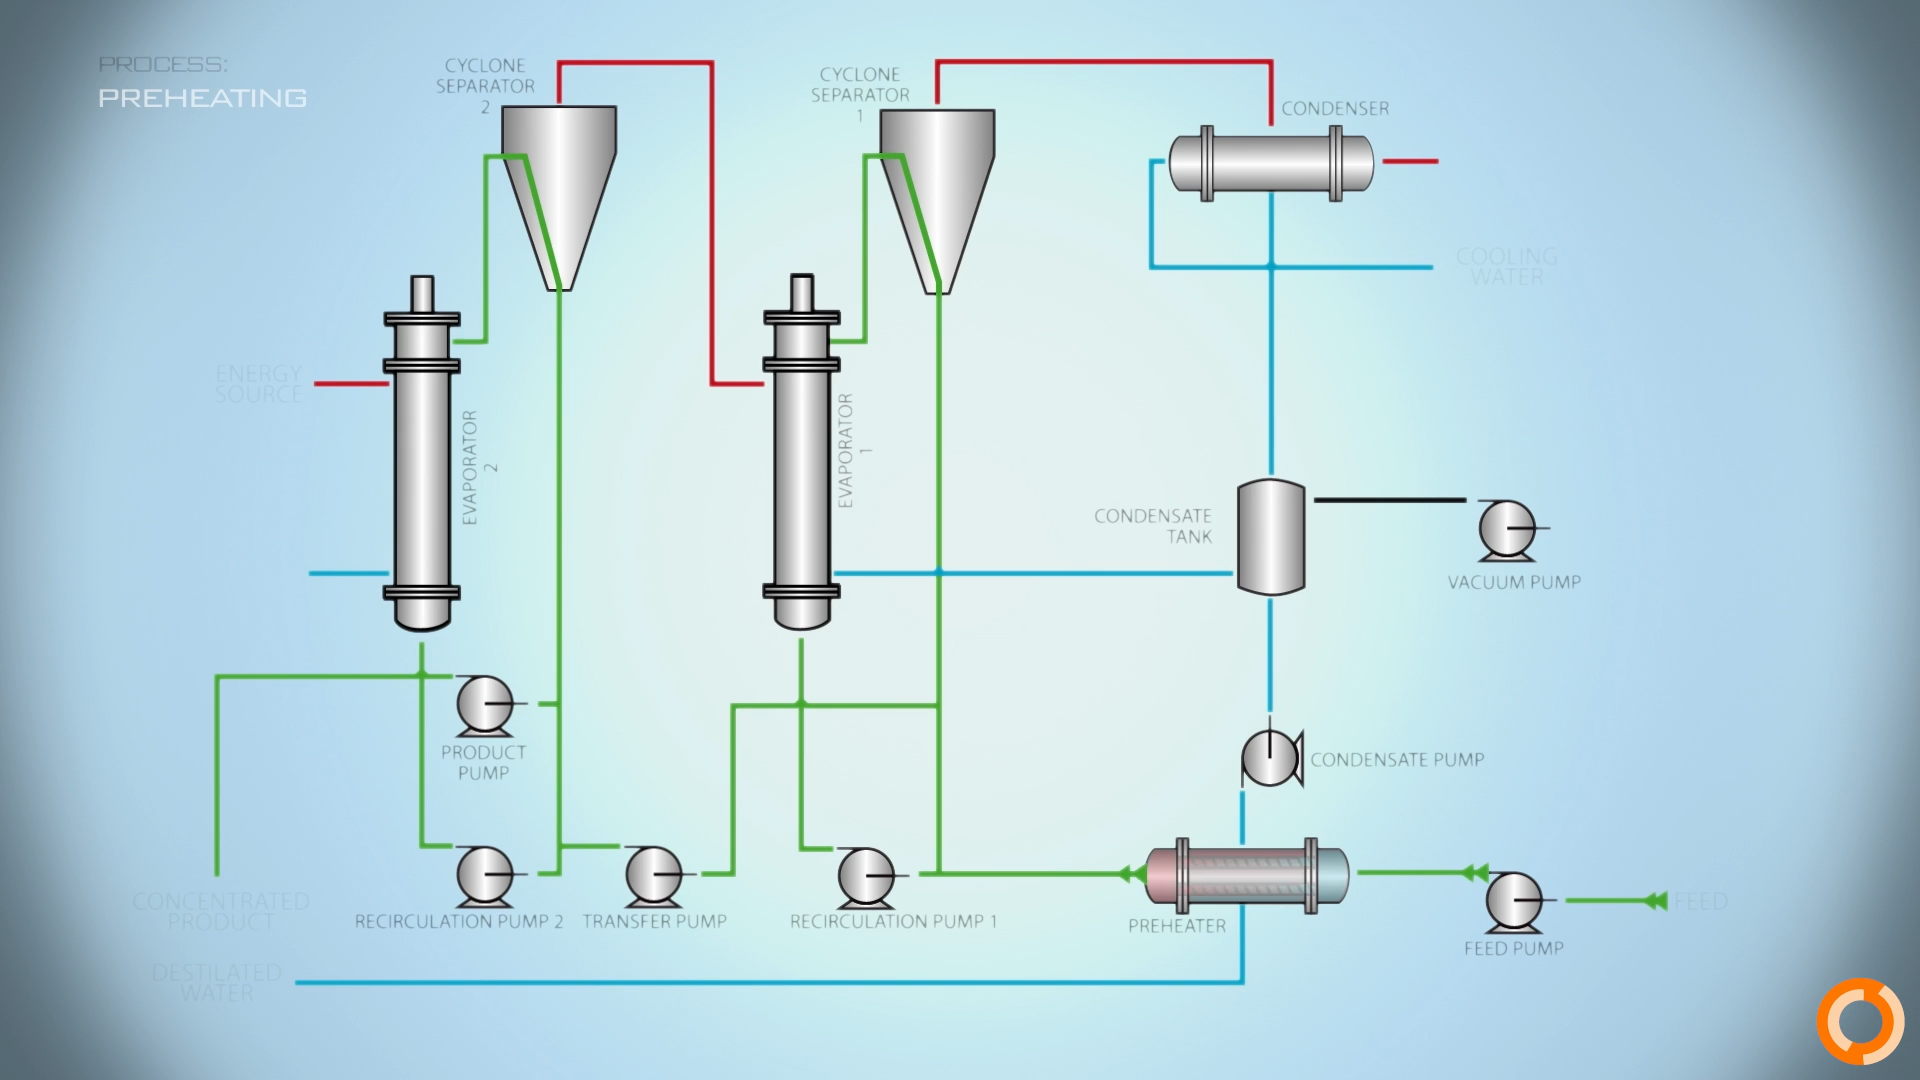 PROCESS:
PREHEATING
CYCLONE
SEPARATOR
2
CYCLONE
SEPARATOR
1
CONDENSER
COOLING
WATER
ENERGY
SOURCE
EVAPORATOR
2
EVAPORATOR
1
CONDENSATE
TANK
VACUUM PUMP
PRODUCT
PUMP
CONDENSATE PUMP
CONCENTRATED
PRODUCT
RECIRCULATION PUMP 2
TRANSFER PUMP
RECIRCULATION PUMP 1
PREHEATER
FEED
FEED PUMP
DESTILATED
WATER